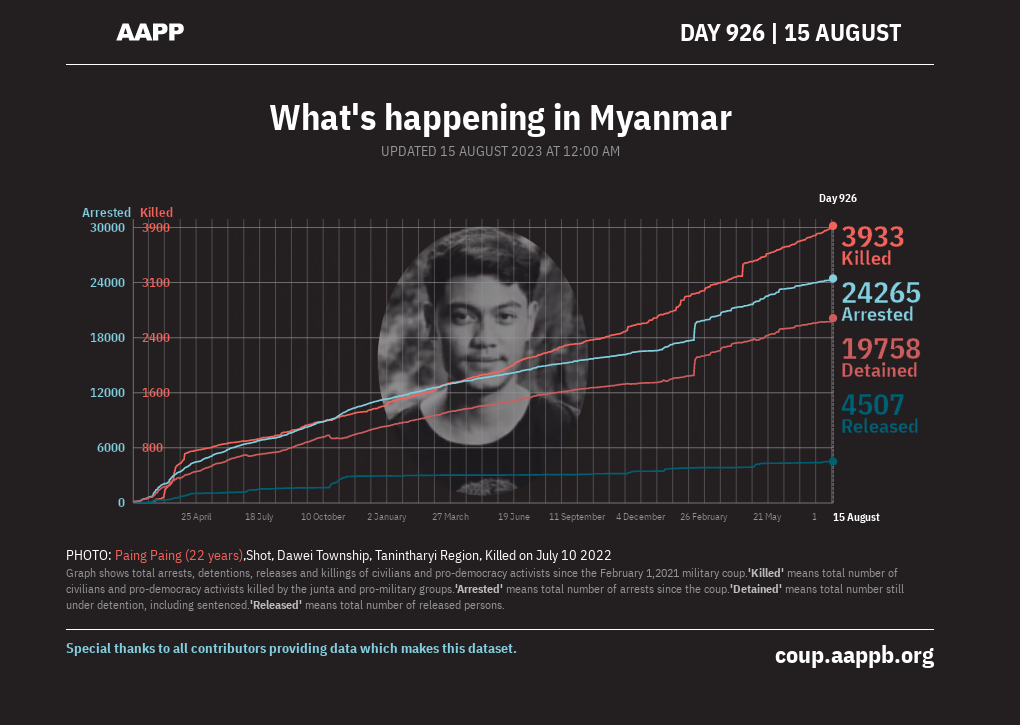 AAPP
DAY 926 | 15 AUGUST
What's happening in Myanmar
UPDATED 15 AUGUST 2023 AT 12:00 AM
Day 926
Arrested Killed
30000 3900
24000 3100
18000 2400
12000 1600
6000 800
0
3933
Killed
24265
Arrested
19758
Detained
4507
Released
25 April 18 July 10 October 2 January 27 March 19 June 11 September 4 December 26 February 21 May 1 15 August
PHOTO: Paing Paing (22 years),Shot, Dawei Township, Tanintharyi Region, Killed on July 10 2022
Graph shows total arrests, detentions, releases and killings of civilians and pro-democracy activists since the February 1,2021 military coup.'Killed' means total number of
civilians and pro-democracy activists killed by the junta and pro-military groups.'Arrested' means total number of arrests since the coup.'Detained' means total number still
under detention, including sentenced.'Released' means total number of released persons.
Special thanks to all contributors providing data which makes this dataset.
coup.aappb.org